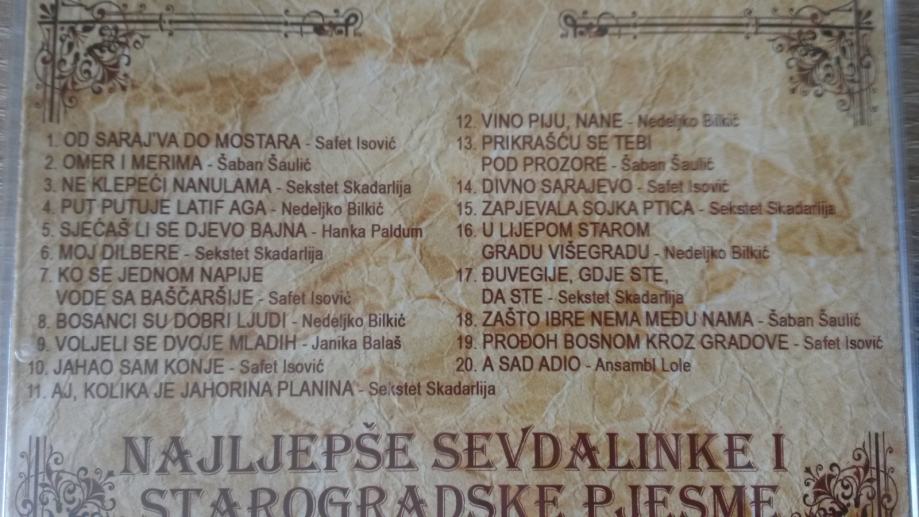 1. OD SARAJ'VA DO MOSTARA - Safet Isović
2. OMER I MERIMA - Šaban Šaulić
3. NE KLEPEĆI NANULAMA - Sekstet Skadarlija
4. PUT PUTUJE LATIF AGA - Nedeljko Bilkić
5. SJEĆAŠ LI SE DJEVO BAJNA - Hanka Paldum
6. MOJ DILBERE - Sekstet Skadarlija
7. KO SE JEDNOM NAPIJE
VODE SA BAŠČARŠIJE - Safet Isović
8. BOSANCI SU DOBRI LJUDI - Nedeljko Bilkić
9. VOLJELI SE DVOJE MLADIH - Janika Balaš
10. JAHAO SAM KONJE - Safet Isović
11. AJ, KOLIKA JE JAHORINA PLANINA - Sekstet Skadarlija
12. VINO PIJU, NANE - Nedeljko Bilkić
13. PRIKRAŠĆU SE TEBI
POD PROZORE - Šaban Šaulić
14. DIVNO SARAJEVO - Safet Isović
15. ZAPJEVALA SOJKA PTICA - Sekstet Skadarlija
16. U LIJEPOM STAROM
GRADU VIŠEGRADU - Nedeljko Bilkić
17. ĐUVEGIJE, GDJE STE,
DA STE - Sekstet Skadarlija
18. ZAŠTO IBRE NEMA MEĐU NAMA - Šaban Šaulić
19. PROĐOH BOSNOM KROZ GRADOVE - Safet Isović
20. A SAD ADIO - Ansambl Lole
NAJLJEPŠE SEVDALINKE I
STAROGRADSKE PJESME